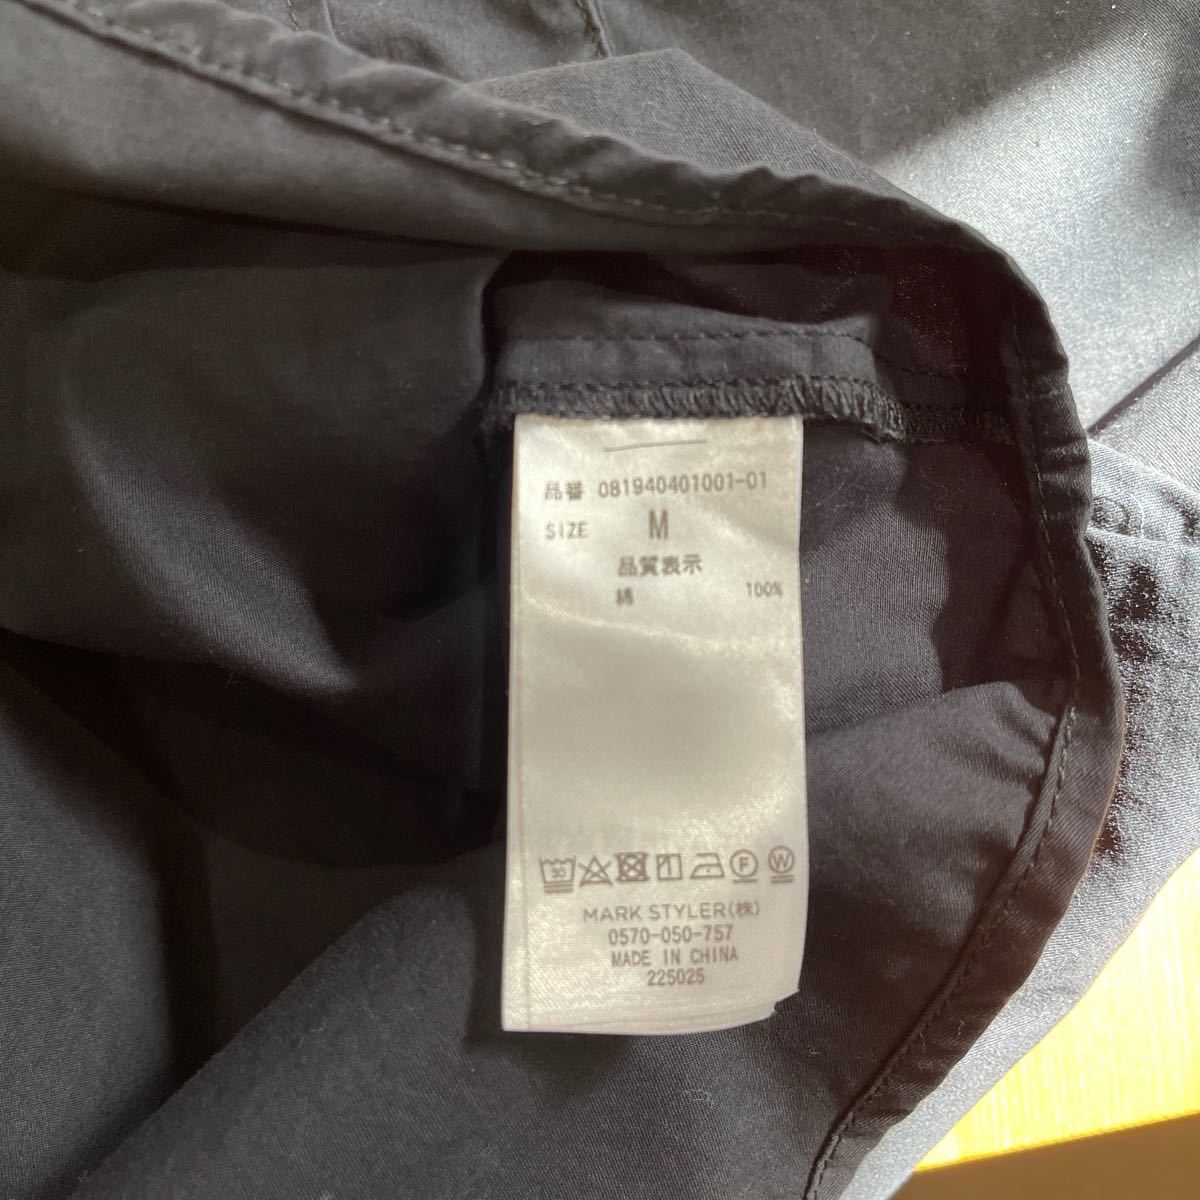 品番 081940401001-01
SIZE M
品質表示
綿 100%
30 F W
MARK STYLER(株)
0570-050-757
MADE IN CHINA
225025